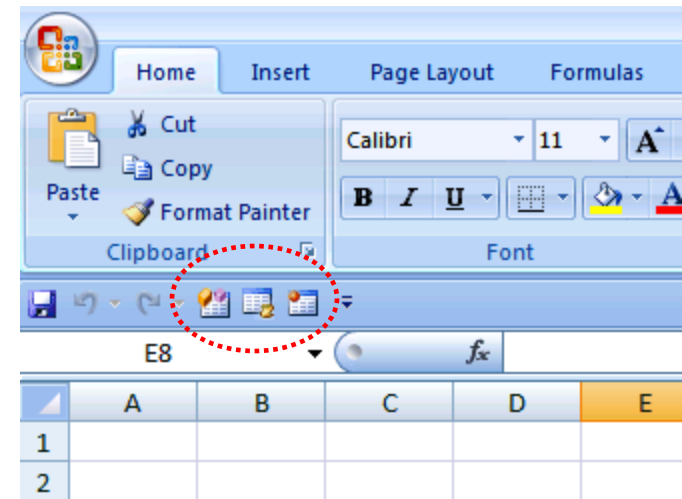 Home Insert Page Layout Formulas
Cut
Calibri 11 A
Copy
Paste
Format Painter
B I U A
Clipboard Font
E8 fx
A B C D E
1
2